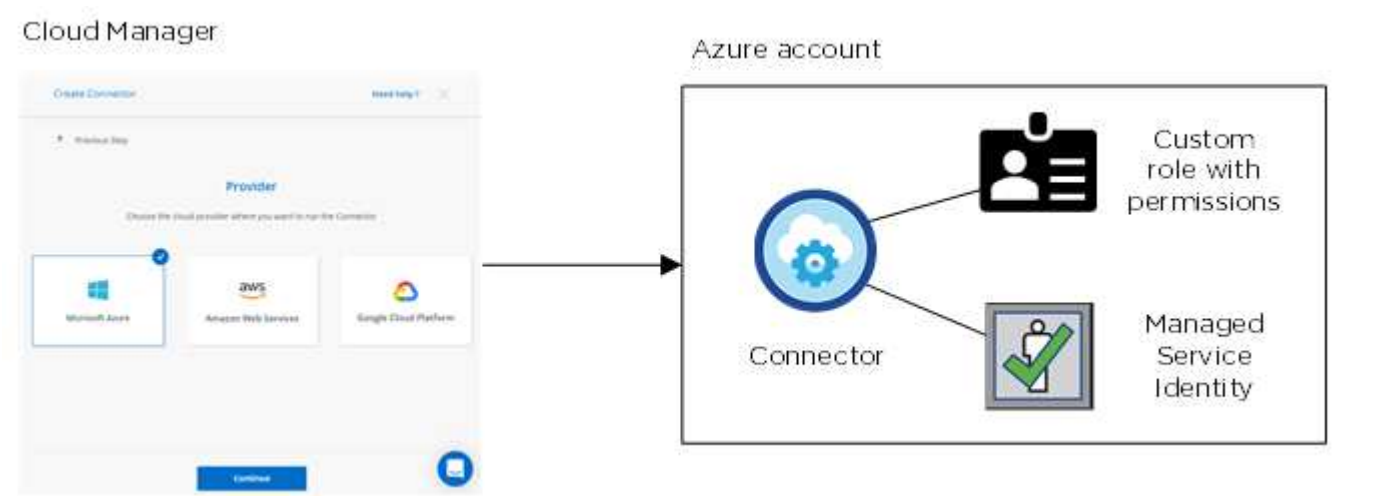 Cloud Manager
Create Connector
Need help?
Previous Step
Provider
Choose the cloud provider where you want to run the Connector
Microsoft Azure
aws
Amazon Web Services
Google Cloud Platform
Continue
Azure account
Custom
role with
permissions
Connector
Managed
Service
Identity